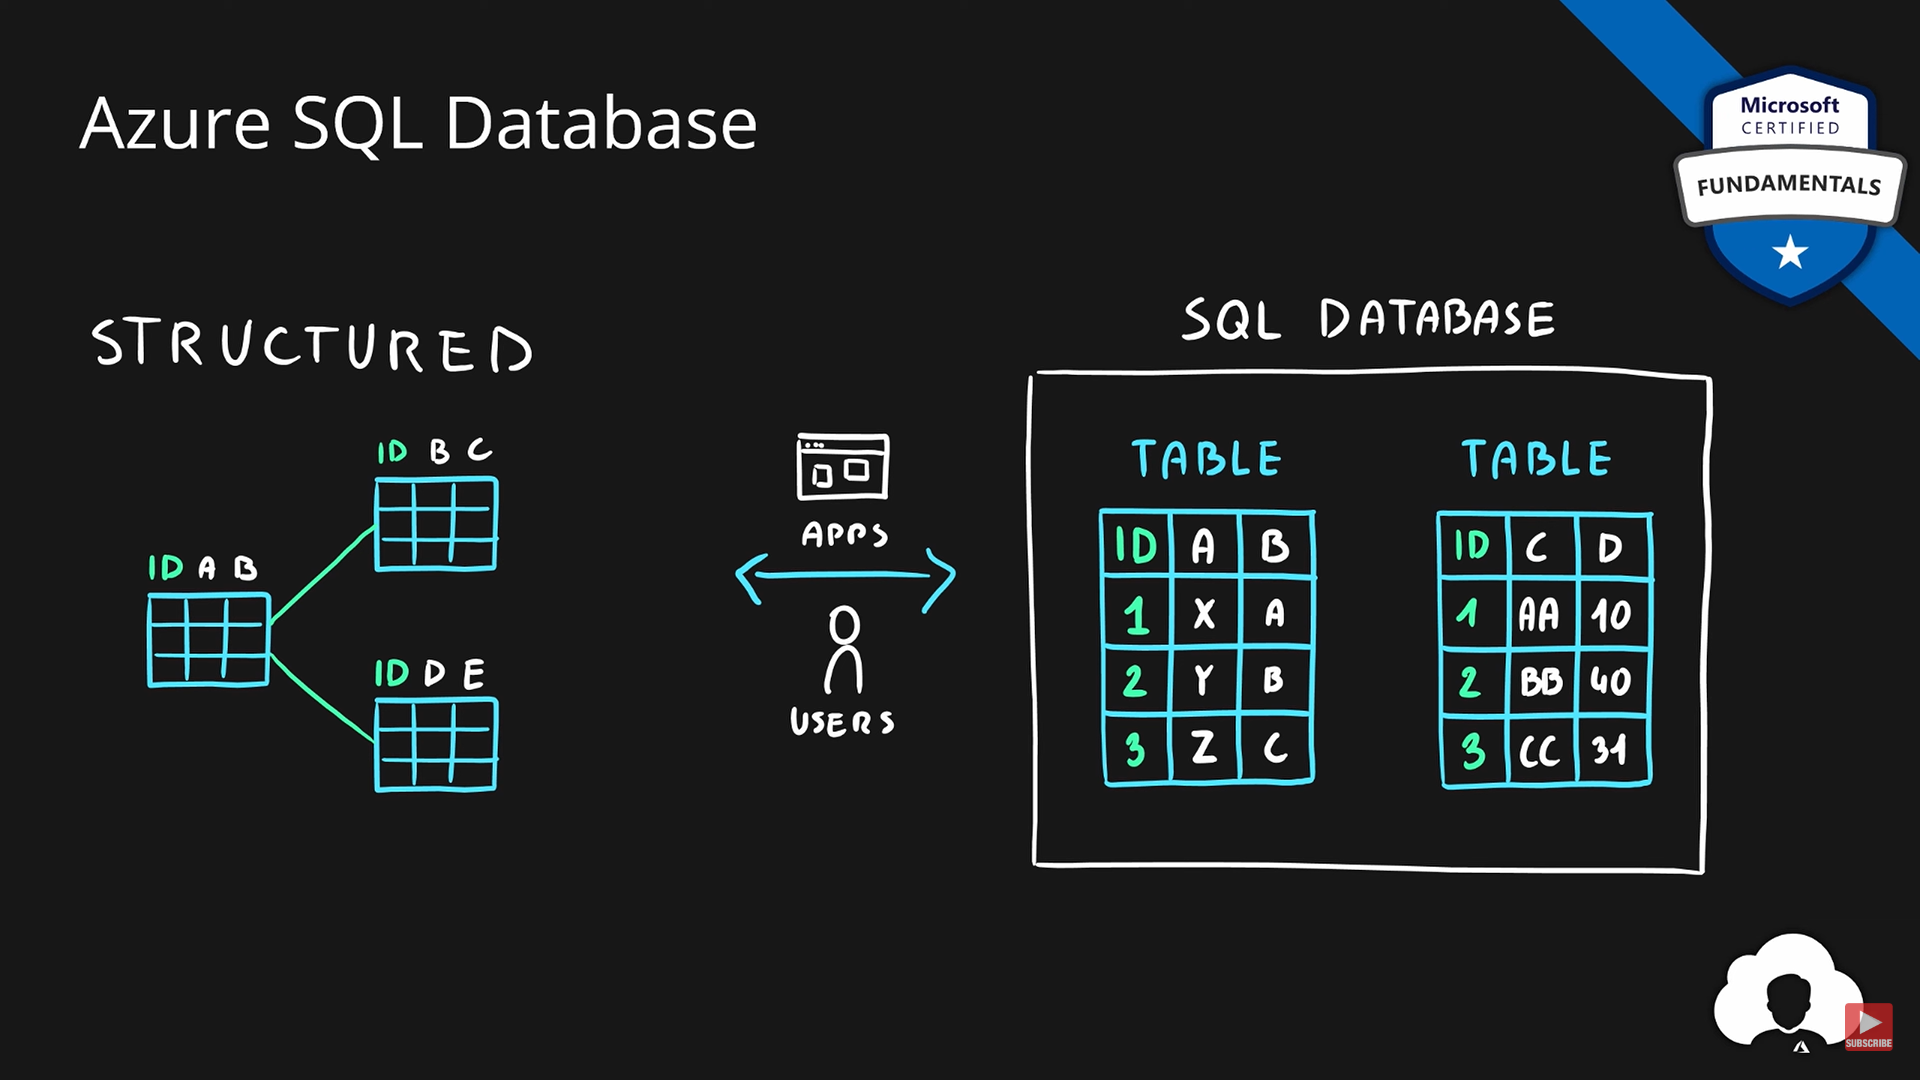 Azure SQL Database
Microsoft
CERTIFIED
FUNDAMENTALS
STRUCTURED
ID B C
ID A B
ID D E
APPS
USERS
SQL DATABASE
TABLE
ID A B
1 X A
2 Y B
3 Z C
TABLE
ID C D
1 AA 10
2 BB 40
3 CC 31
SUBSCRIBE